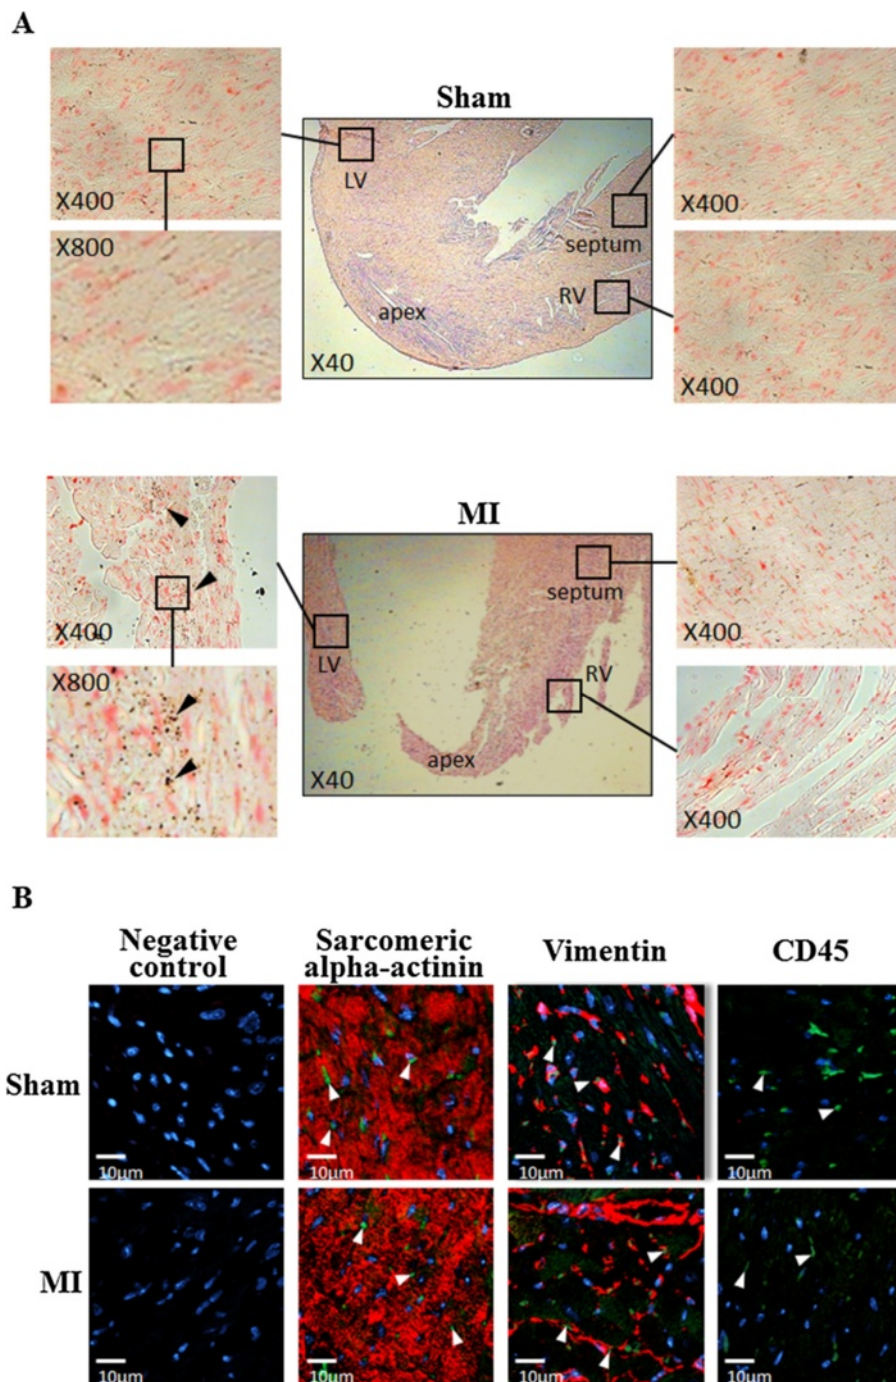 A
Sham
X400
X800
LV
septum
RV
apex
X40
X400
X400
MI
X400
X800
LV
septum
RV
apex
X40
X400
X400
B
Negative
control
Sarcomeric
alpha-actinin
Vimentin
CD45
Sham
10µm
10µm
10µm
10µm
MI
10µm
10µm
10µm
10µm